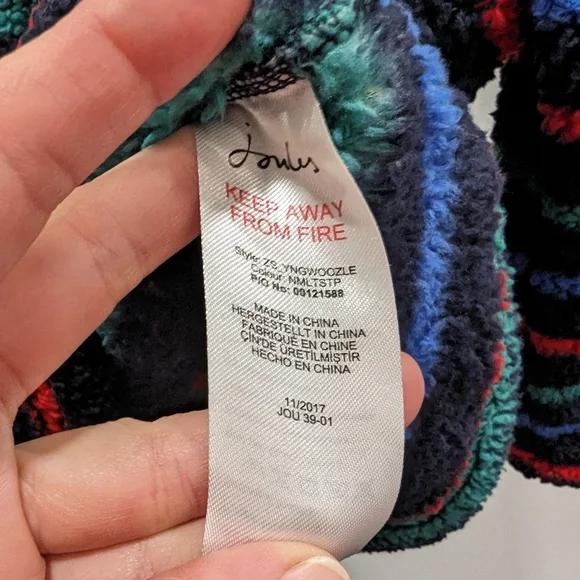 joules
KEEP AWAY
FROM FIRE
Style: ZS_YNGWOOZLE
Colour: NMLTSTP
P/O No: 00121588
MADE IN CHINA
HERGESTELLT IN CHINA
FABRIQUÉ EN CHINE
ÇİN'DE ÜRETİLMİŞTİR
HECHO EN CHINA
11/2017
JOU 39-01